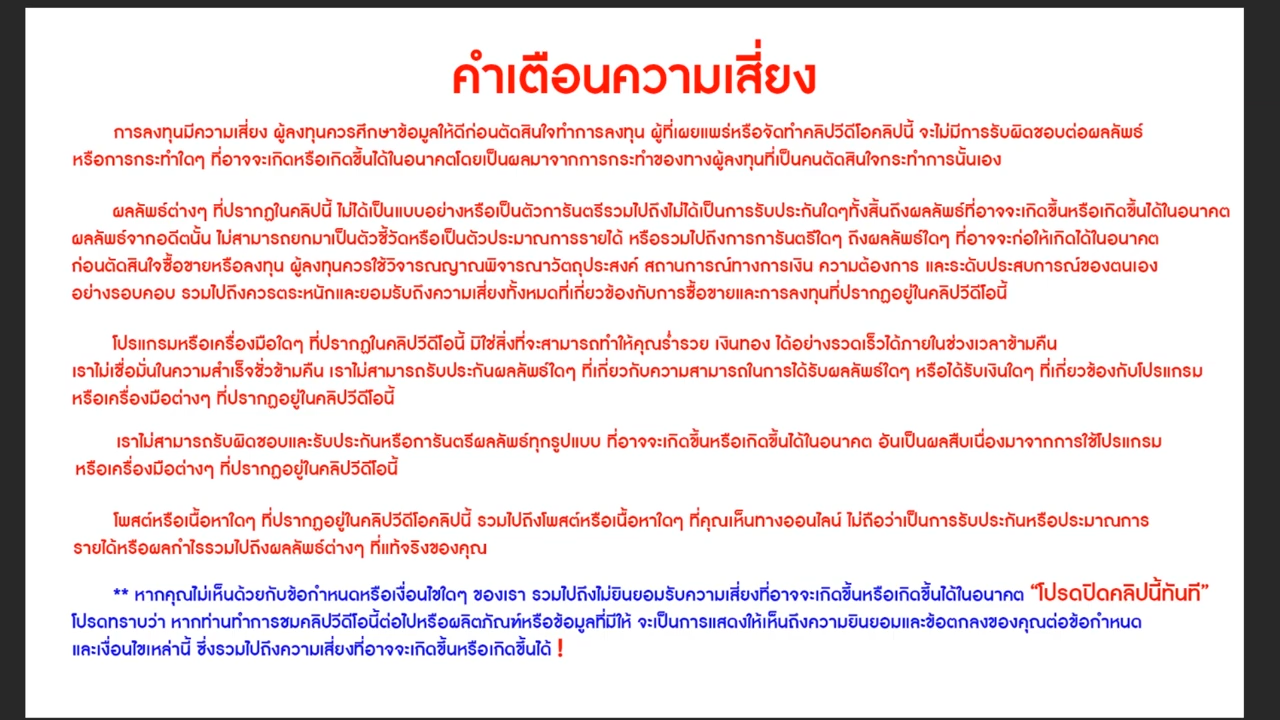 คำเตือนความเสี่ยง
การลงทุนมีความเสี่ยง ผู้ลงทุนควรศึกษาข้อมูลให้ดีก่อนตัดสินใจทำการลงทุน ผู้ที่เผยแพร่หรือจัดทำคลิปวีดีโอคลิปนี้ จะไม่มีการรับผิดชอบต่อผลลัพธ์
หรือการกระทำใดๆ ที่อาจจะเกิดหรือเกิดขึ้นได้ในอนาคตโดยเป็นผลมาจากการกระทำของทางผู้ลงทุนที่เป็นคนตัดสินใจกระทำการนั้นเอง
ผลลัพธ์ต่างๆ ที่ปรากฏในคลิปนี้ ไม่ได้เป็นแบบอย่างหรือเป็นตัวการันตรีรวมไปถึงไม่ได้เป็นการรับประกันใดๆทั้งสิ้นถึงผลลัพธ์ที่อาจจะเกิดขึ้นหรือเกิดขึ้นได้ในอนาคต
ผลลัพธ์จากอดีตนั้น ไม่สามารถยกมาเป็นตัวชี้วัดหรือเป็นตัวประมาณการรายได้ หรือรวมไปถึงการการันตรีใดๆ ถึงผลลัพธ์ใดๆ ที่อาจจะก่อให้เกิดได้ในอนาคต
ก่อนตัดสินใจซื้อขายหรือลงทุน ผู้ลงทุนควรใช้วิจารณญาณพิจารณาวัตถุประสงค์ สถานการณ์ทางการเงิน ความต้องการ และระดับประสบการณ์ของตนเอง
อย่างรอบคอบ รวมไปถึงควรตระหนักและยอมรับถึงความเสี่ยงทั้งหมดที่เกี่ยวข้องกับการซื้อขายและการลงทุนที่ปรากฏอยู่ในคลิปวีดีโอนี้
โปรแกรมหรือเครื่องมือใดๆ ที่ปรากฏในคลิปวีดีโอนี้ มิใช่สิ่งที่จะสามารถทำให้คุณร่ำรวย เงินทอง ได้อย่างรวดเร็วได้ภายในช่วงเวลาข้ามคืน
เราไม่เชื่อมั่นในความสำเร็จชั่วข้ามคืน เราไม่สามารถรับประกันผลลัพธ์ใดๆ ที่เกี่ยวกับความสามารถในการได้รับผลลัพธ์ใดๆ หรือได้รับเงินใดๆ ที่เกี่ยวข้องกับโปรแกรม
หรือเครื่องมือต่างๆ ที่ปรากฏอยู่ในคลิปวีดีโอนี้
เราไม่สามารถรับผิดชอบและรับประกันหรือการันตรีผลลัพธ์ทุกรูปแบบ ที่อาจจะเกิดขึ้นหรือเกิดขึ้นได้ในอนาคต อันเป็นผลสืบเนื่องมาจากการใช้โปรแกรม
หรือเครื่องมือต่างๆ ที่ปรากฏอยู่ในคลิปวีดีโอนี้
โพสต์หรือเนื้อหาใดๆ ที่ปรากฏอยู่ในคลิปวีดีโอคลิปนี้ รวมไปถึงโพสต์หรือเนื้อหาใดๆ ที่คุณเห็นทางออนไลน์ ไม่ถือว่าเป็นการรับประกันหรือประมาณการ
รายได้หรือผลกำไรรวมไปถึงผลลัพธ์ต่างๆ ที่แท้จริงของคุณ
** หากคุณไม่เห็นด้วยกับข้อกำหนดหรือเงื่อนไขใดๆ ของเรา รวมไปถึงไม่ยินยอมรับความเสี่ยงที่อาจจะเกิดขึ้นหรือเกิดขึ้นได้ในอนาคต “โปรดปิดคลิปนี้ทันที”
โปรดทราบว่า หากท่านทำการชมคลิปวีดีโอนี้ต่อไปหรือผลิตภัณฑ์หรือข้อมูลที่มีให้ จะเป็นการแสดงให้เห็นถึงความยินยอมและข้อตกลงของคุณต่อข้อกำหนด
และเงื่อนไขเหล่านี้ ซึ่งรวมไปถึงความเสี่ยงที่อาจจะเกิดขึ้นหรือเกิดขึ้นได้ !